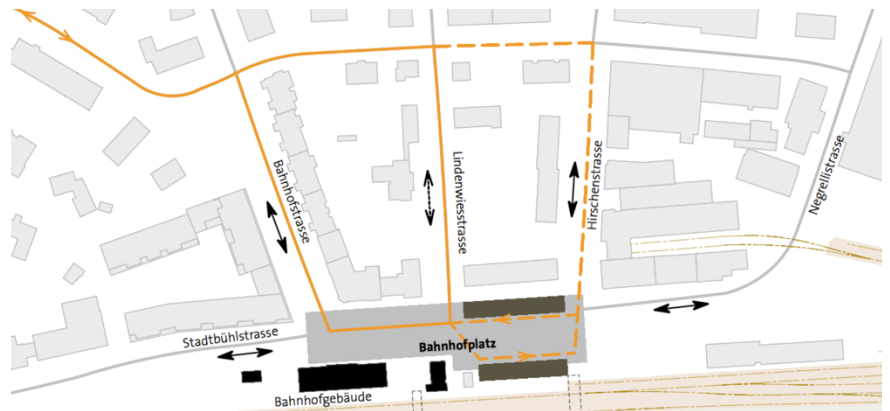 Bahnhofstrasse
Lindenwiesstrasse
Hirschenstrasse
Negrellistrasse
Stadtbühlstrasse
Bahnhofplatz
Bahnhofgebäude